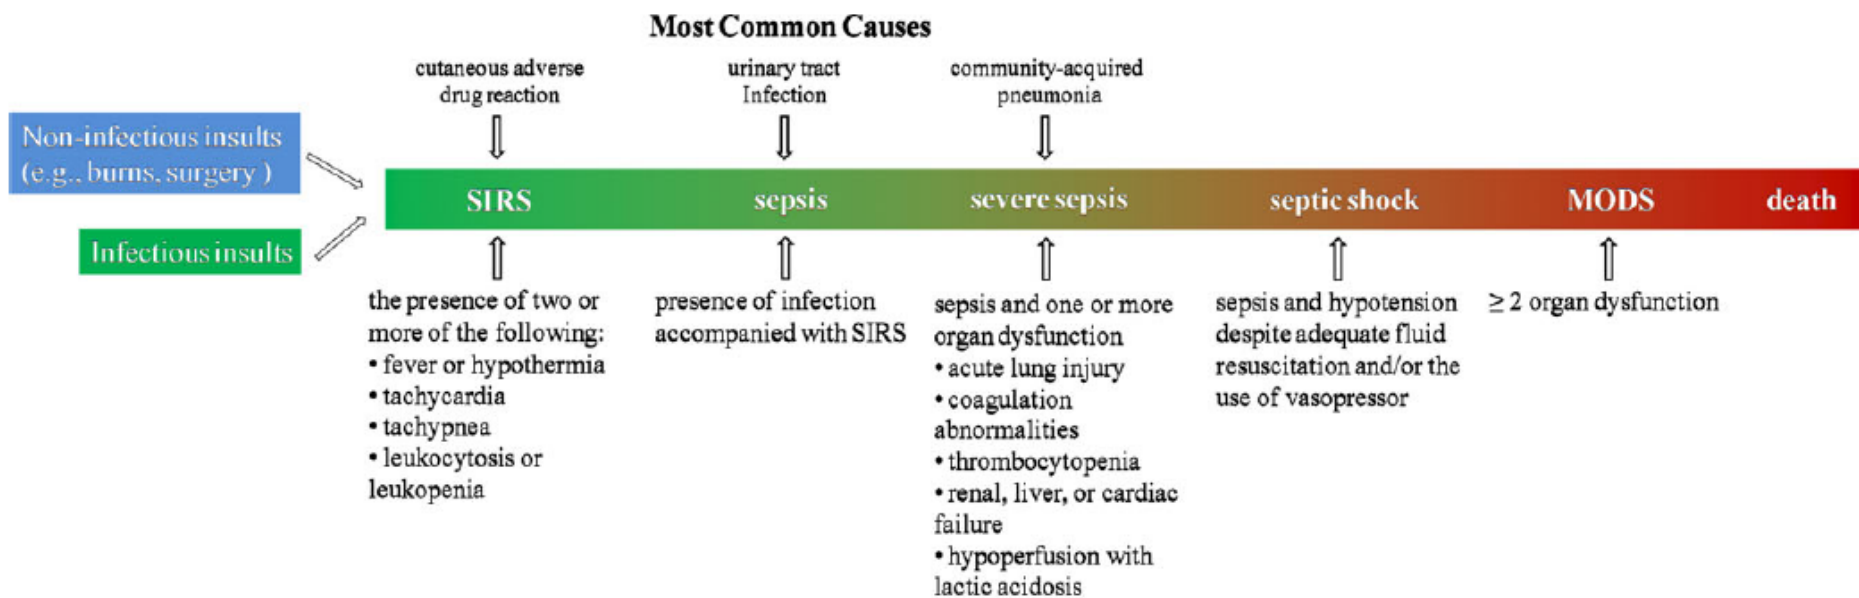 Most Common Causes
cutaneous adverse
drug reaction
urinary tract
Infection
community-acquired
pneumonia
Non-infectious insults
(e.g., burns, surgery )
Infectious insults
SIRS
sepsis
severe sepsis
septic shock
MODS
death
the presence of two or
more of the following:
• fever or hypothermia
• tachycardia
• tachypnea
• leukocytosis or
leukopenia
presence of infection
accompanied with SIRS
sepsis and one or more
organ dysfunction
• acute lung injury
• coagulation
abnormalities
• thrombocytopenia
• renal, liver, or cardiac
failure
• hypoperfusion with
lactic acidosis
sepsis and hypotension
despite adequate fluid
resuscitation and/or the
use of vasopressor
≥ 2 organ dysfunction